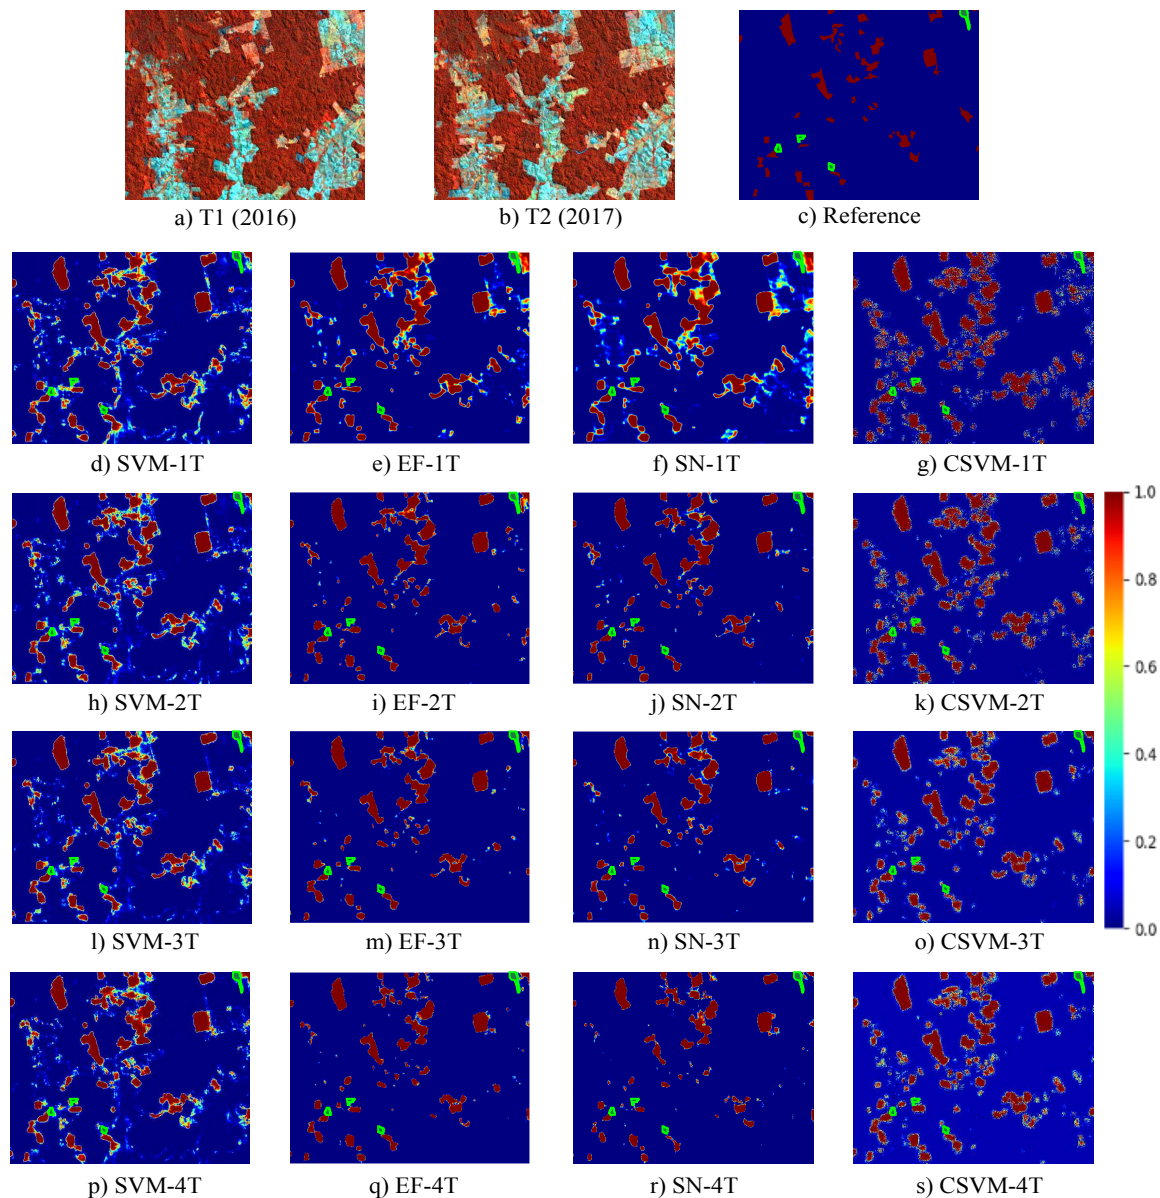 a) T1 (2016)
b) T2 (2017)
c) Reference
d) SVM-1T
e) EF-1T
f) SN-1T
g) CSVM-1T
h) SVM-2T
i) EF-2T
j) SN-2T
k) CSVM-2T
1.0
0.8
0.6
0.4
0.2
0.0
l) SVM-3T
m) EF-3T
n) SN-3T
o) CSVM-3T
p) SVM-4T
q) EF-4T
r) SN-4T
s) CSVM-4T